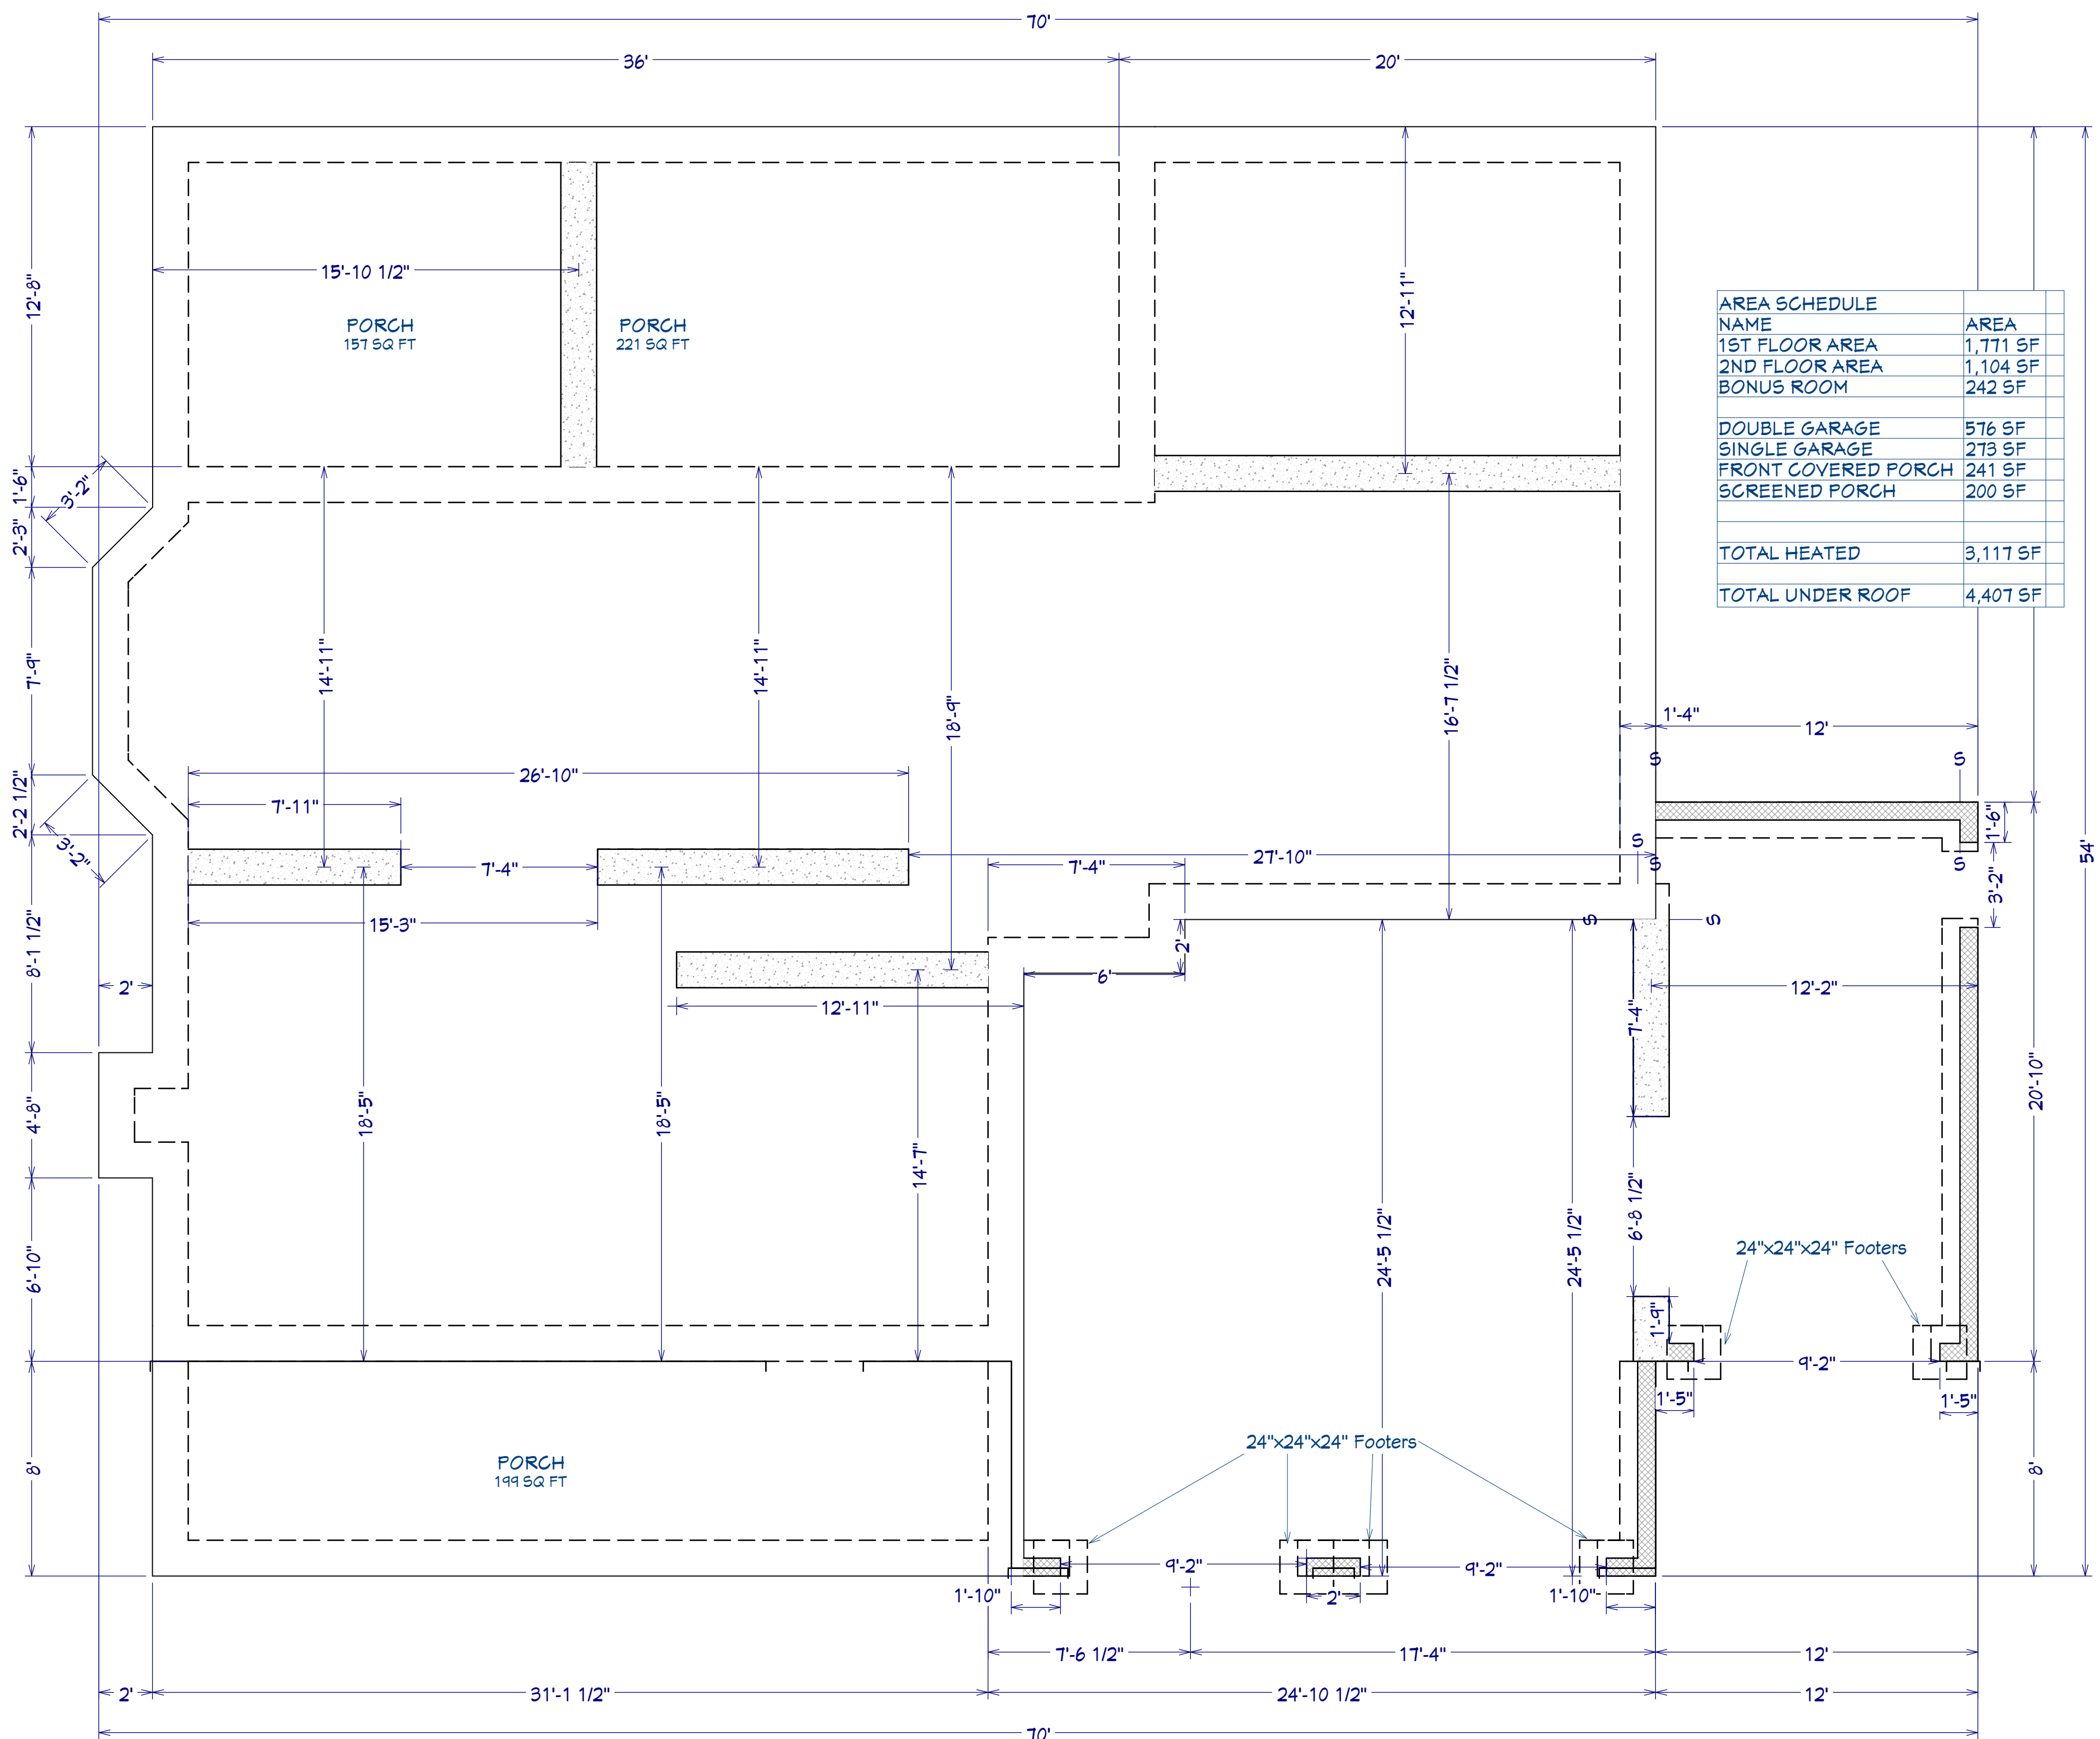 70'
36'
20'
12'-8"
15'-10 1/2"
12'-11"
PORCH
157 SQ FT
PORCH
221 SQ FT
AREA SCHEDULE
NAME AREA
1ST FLOOR AREA 1,771 SF
2ND FLOOR AREA 1,104 SF
BONUS ROOM 242 SF
DOUBLE GARAGE 576 SF
SINGLE GARAGE 273 SF
FRONT COVERED PORCH 241 SF
SCREENED PORCH 200 SF
TOTAL HEATED 3,117 SF
TOTAL UNDER ROOF 4,407 SF
1'-6"
3'-2"
2'-3"
7'-9"
14'-11"
14'-11"
18'-9"
16'-7 1/2"
1'-4"
12'
S
S
26'-10"
7'-11"
2'-2 1/2"
3'-2"
7'-4"
7'-4"
27'-10"
S
S
S
1'-6"
3'-2"
54'
15'-3"
8'-1 1/2"
2'
S
S
2'
6'
12'-11"
12'-2"
7'-4"
4'-8"
18'-5"
18'-5"
14'-7"
20'-10"
6'-10"
24'-5 1/2"
24'-5 1/2"
6'-8 1/2"
24"x24"x24" Footers
1'-9"
9'-2"
1'-5"
1'-5"
8'
PORCH
199 SQ FT
24"x24"x24" Footers
8'
9'-2"
9'-2"
1'-10"
2'
1'-10"
7'-6 1/2"
17'-4"
12'
2'
31'-1 1/2"
24'-10 1/2"
12'
70'